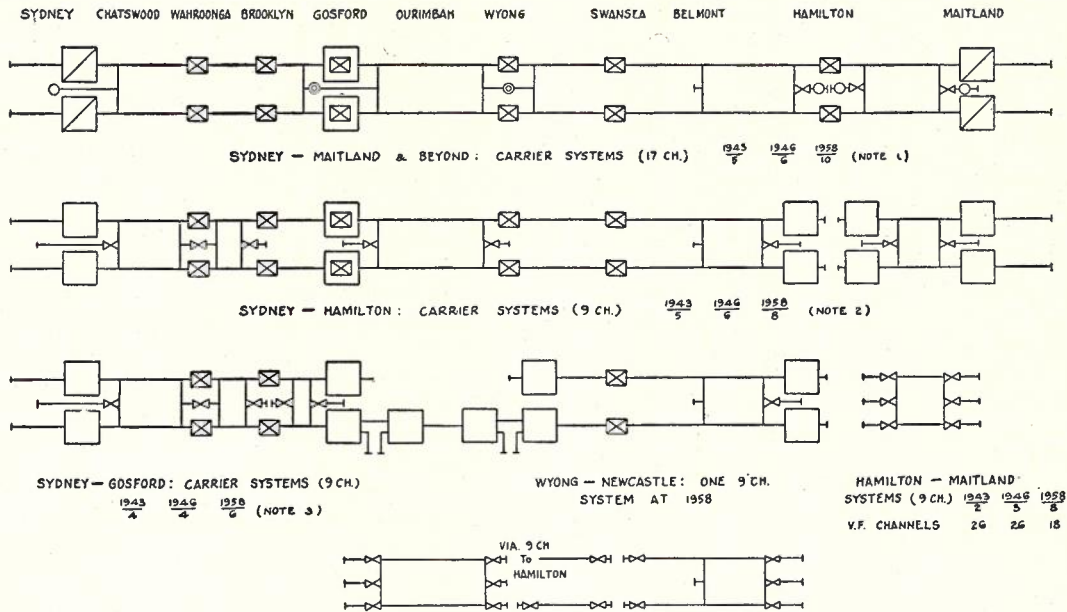 SYDNEY CHATSWOOD WAHROONGA BROOKLYN GOSFORD OURIMBAH WYONG SWANSEA BELMONT HAMILTON MAITLAND
SYDNEY — MAITLAND & BEYOND: CARRIER SYSTEMS (17 CH.) 1943/5 1946/6 1958/10 (NOTE 1)
SYDNEY — HAMILTON: CARRIER SYSTEMS (9 CH.) 1943/5 1946/6 1958/8 (NOTE 2)
SYDNEY — GOSFORD: CARRIER SYSTEMS (9 CH.)
1943/4 1946/4 1958/6 (NOTE 3)
WYONG — NEWCASTLE: ONE 9 CH.
SYSTEM AT 1958
HAMILTON — MAITLAND
SYSTEMS (9 CH.) 1943/2 1946/3 1958/8
V.F. CHANNELS 26 26 18
VIA. 9 CH
TO
HAMILTON